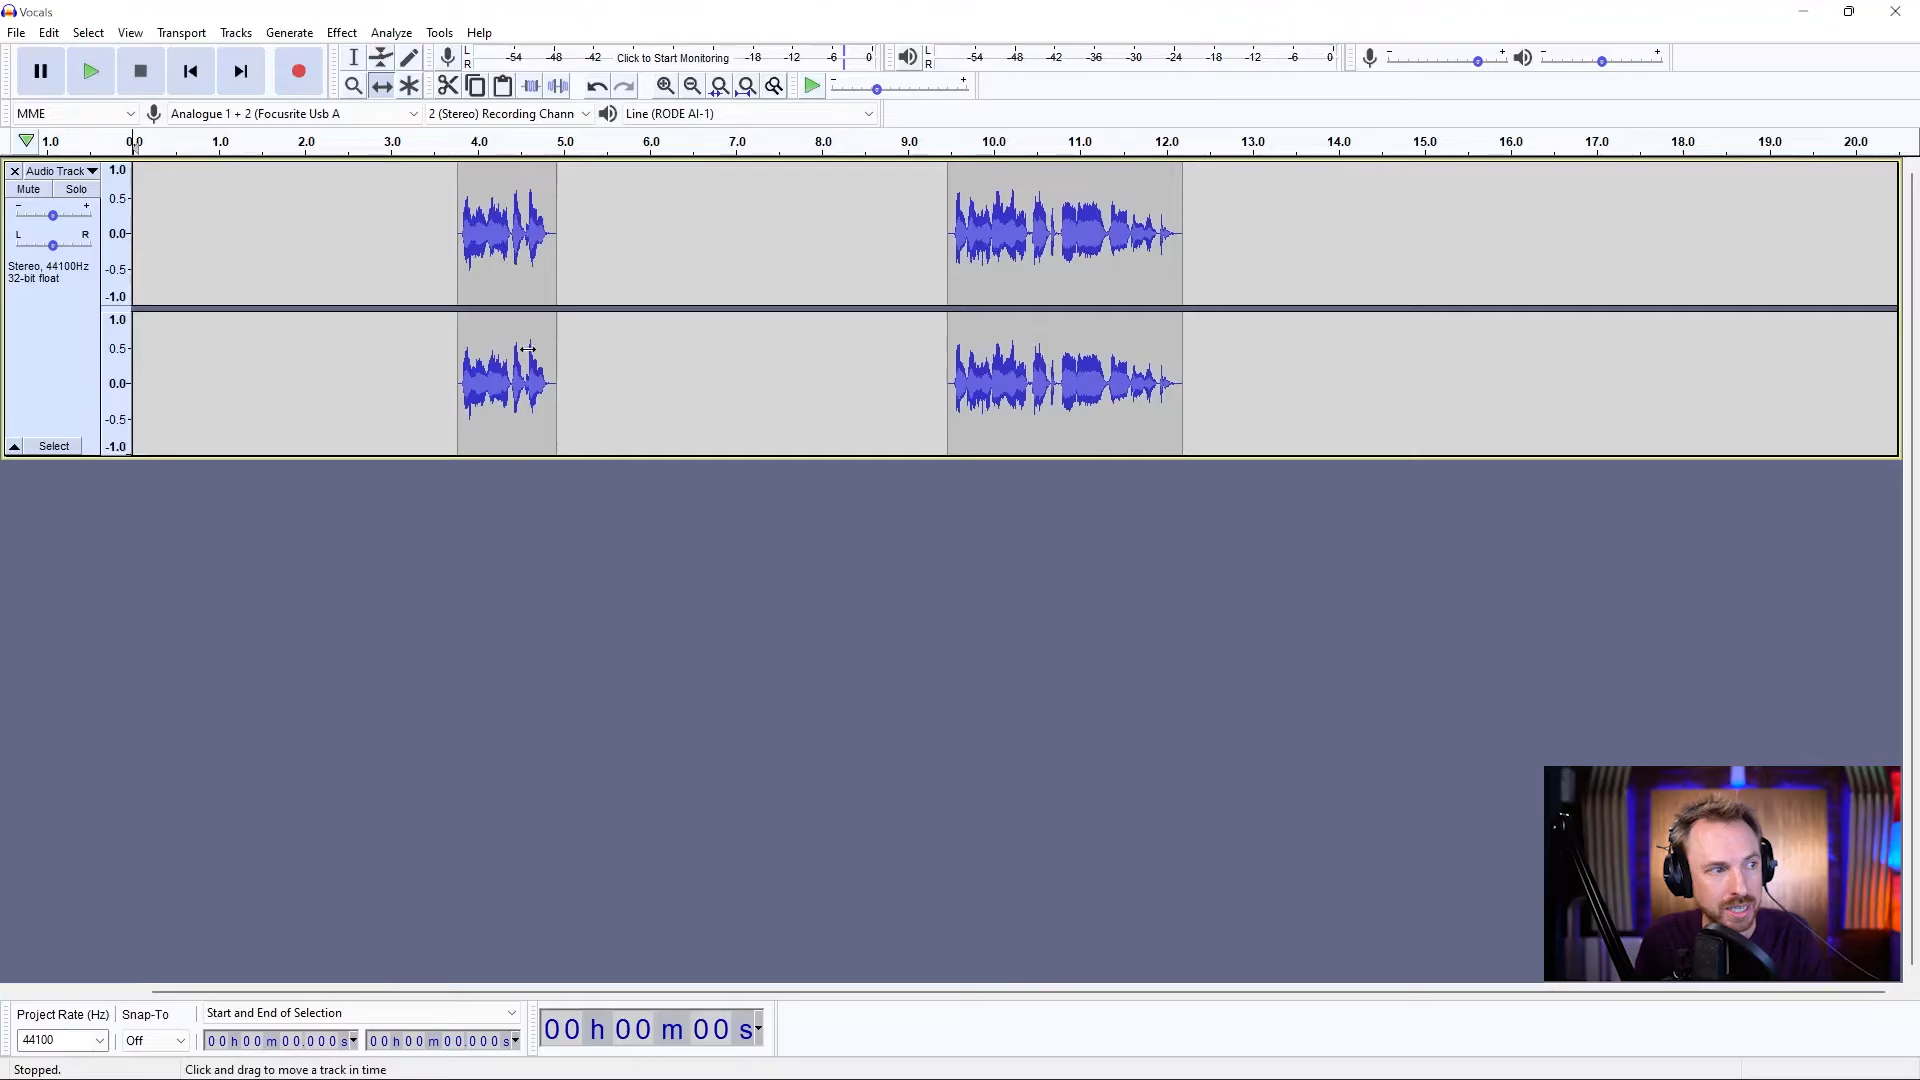 Vocals
File Edit Select View Transport Tracks Generate Effect Analyze Tools Help
L R -54 -48 -42 Click to Start Monitoring -18 -12 -6 0 L R -54 -48 -42 -36 -30 -24 -18 -12 -6 0 - + - +
- +
MME Analogue 1 + 2 (Focusrite Usb A 2 (Stereo) Recording Chann Line (RODE AI-1)
1.0 0.0 1.0 2.0 3.0 4.0 5.0 6.0 7.0 8.0 9.0 10.0 11.0 12.0 13.0 14.0 15.0 16.0 17.0 18.0 19.0 20.0
Audio Track 1.0
Mute Solo 0.5-
- +
L R 0.0-
Stereo, 44100Hz -0.5-
32-bit float
-1.0
1.0
0.5-
0.0-
-0.5-
Select -1.0
Project Rate (Hz) Snap-To Start and End of Selection
44100 Off 00 h 00 m 00.000 s 00 h 00 m 00.000 s 00 h 00 m 00 s
Stopped. Click and drag to move a track in time